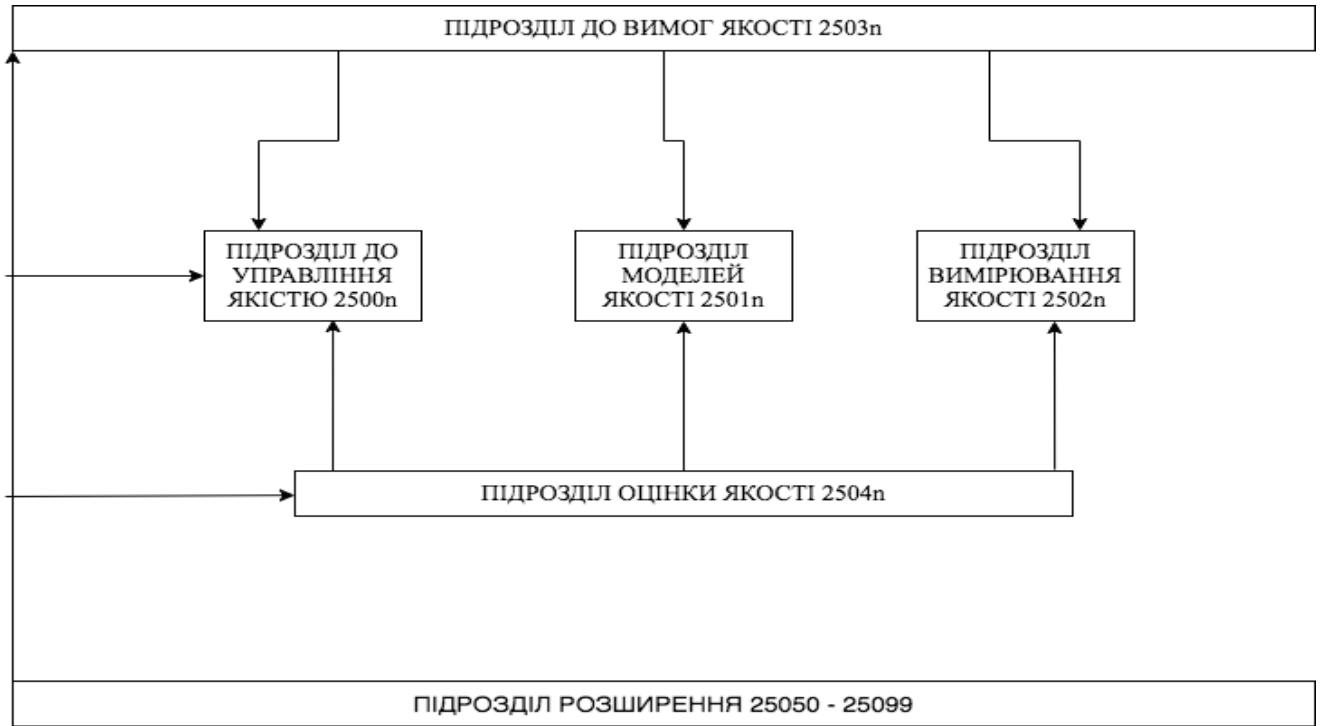 ПІДРОЗДІЛ ДО ВИМОГ ЯКОСТІ 2503n
ПІДРОЗДІЛ ДО
УПРАВЛІННЯ
ЯКІСТЮ 2500n
ПІДРОЗДІЛ
МОДЕЛЕЙ
ЯКОСТІ 2501n
ПІДРОЗДІЛ
ВИМІРЮВАННЯ
ЯКОСТІ 2502n
ПІДРОЗДІЛ ОЦІНКИ ЯКОСТІ 2504n
ПІДРОЗДІЛ РОЗШИРЕННЯ 25050 - 25099